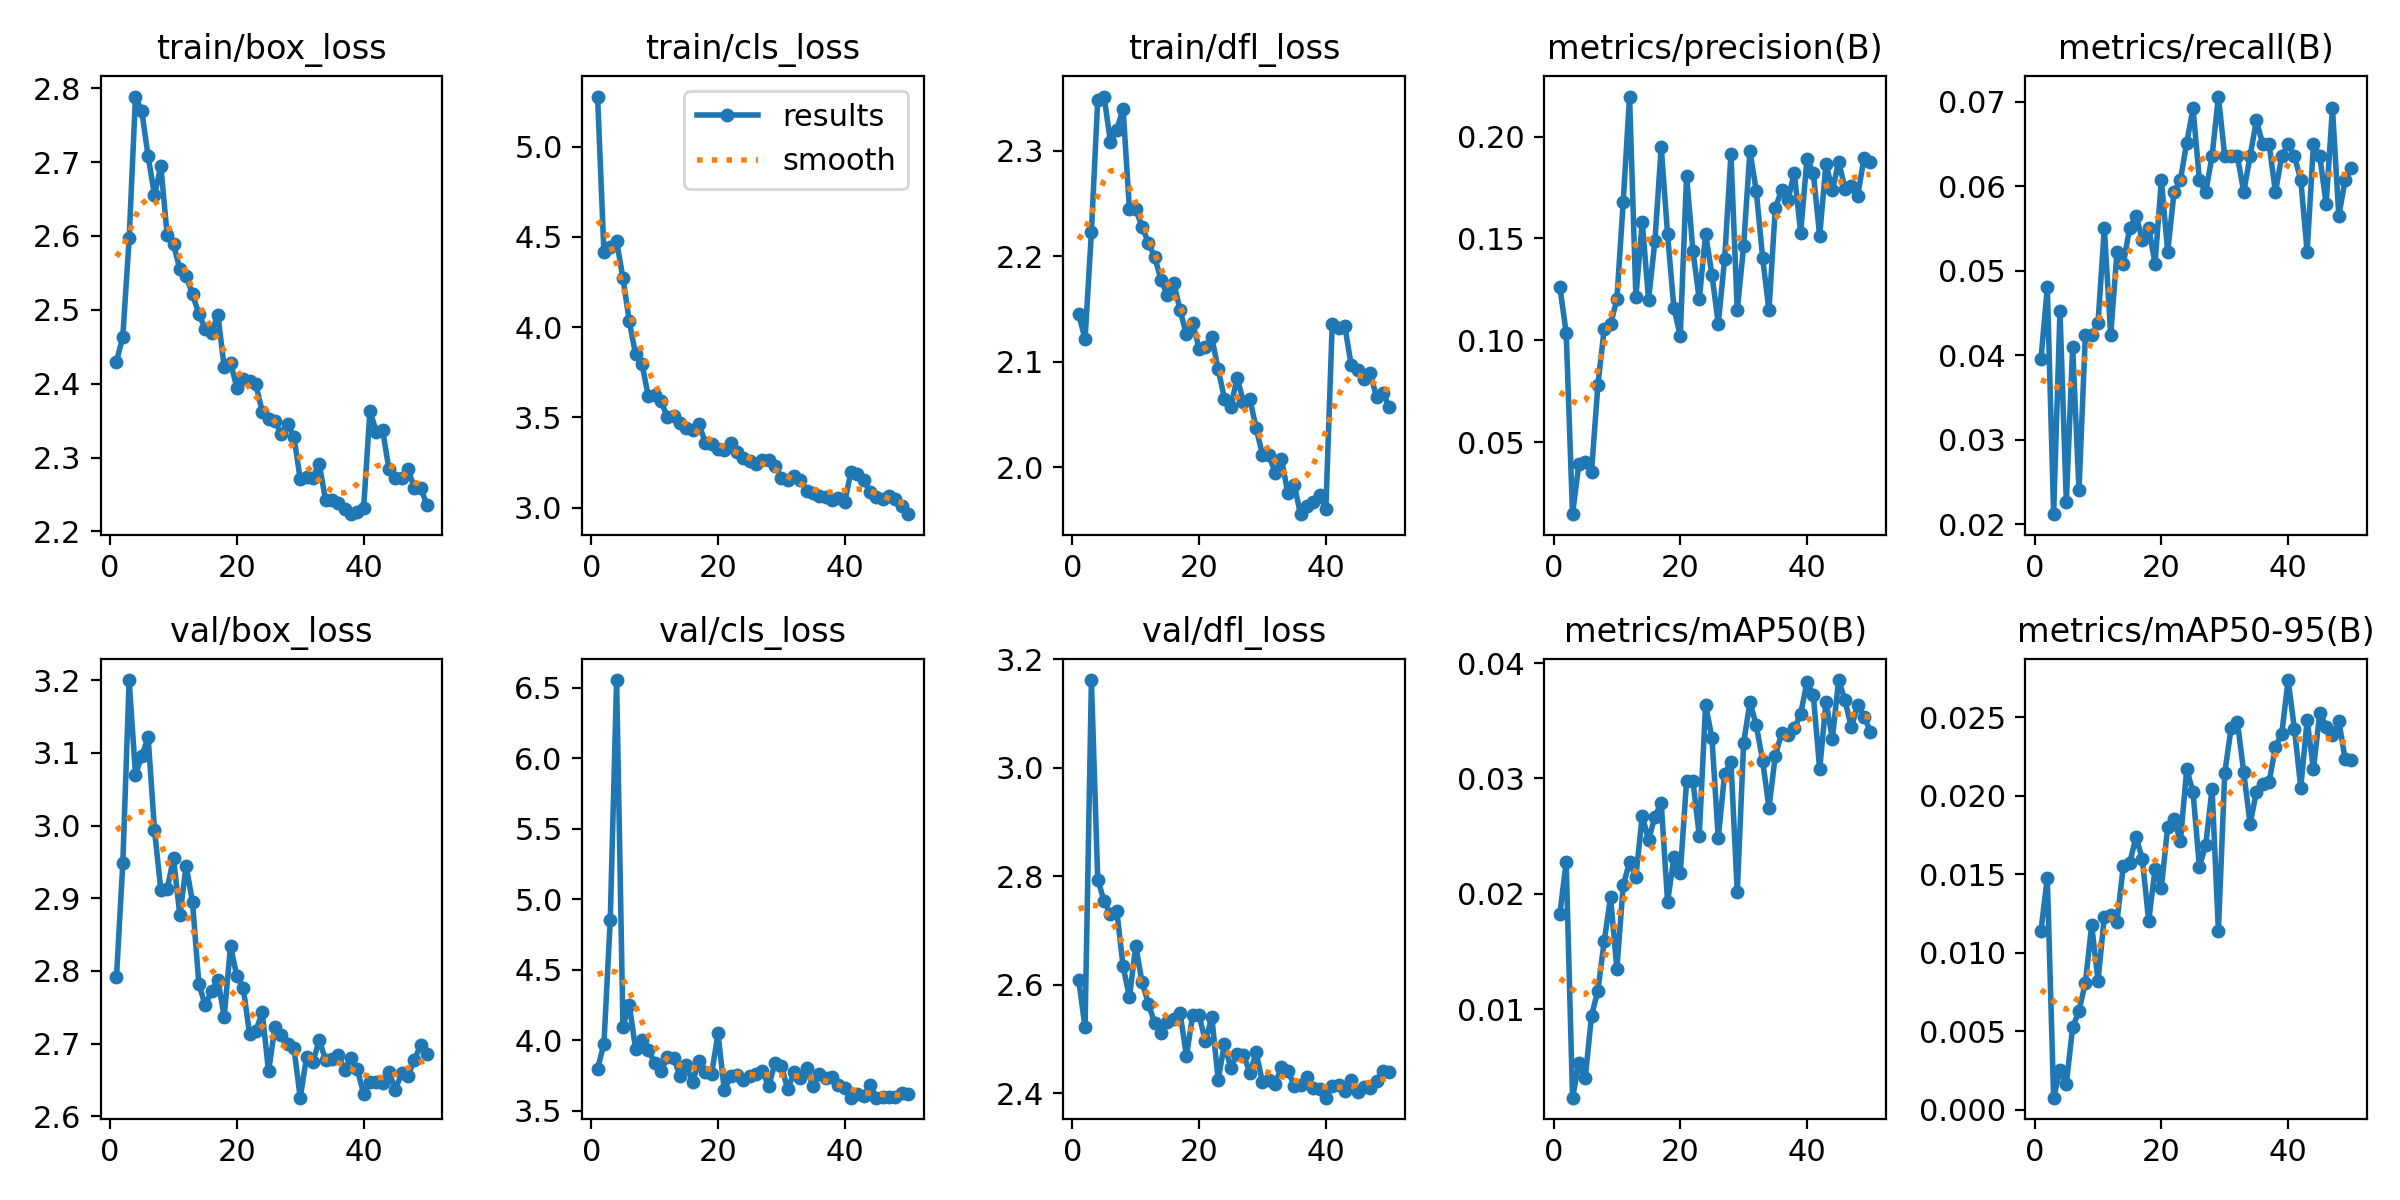 train/box_loss
2.8
2.7
2.6
2.5
2.4
2.3
2.2
0 20 40
train/cls_loss
results
smooth
5.0
4.5
4.0
3.5
3.0
0 20 40
train/dfl_loss
2.3
2.2
2.1
2.0
0 20 40
metrics/precision(B)
0.20
0.15
0.10
0.05
0 20 40
metrics/recall(B)
0.07
0.06
0.05
0.04
0.03
0.02
0 20 40
val/box_loss
3.2
3.1
3.0
2.9
2.8
2.7
2.6
0 20 40
val/cls_loss
6.5
6.0
5.5
5.0
4.5
4.0
3.5
0 20 40
val/dfl_loss
3.2
3.0
2.8
2.6
2.4
0 20 40
metrics/mAP50(B)
0.04
0.03
0.02
0.01
0 20 40
metrics/mAP50-95(B)
0.025
0.020
0.015
0.010
0.005
0.000
0 20 40